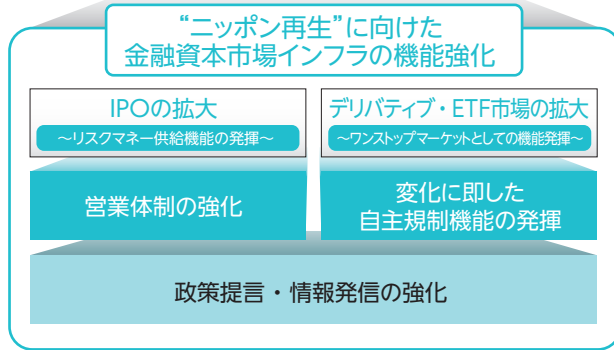 “ニッポン再生”に向けた
金融資本市場インフラの機能強化
IPOの拡大
～リスクマネー供給機能の発揮～
デリバティブ・ETF市場の拡大
～ワンストップマーケットとしての機能発揮～
営業体制の強化
変化に即した
自主規制機能の発揮
政策提言・情報発信の強化